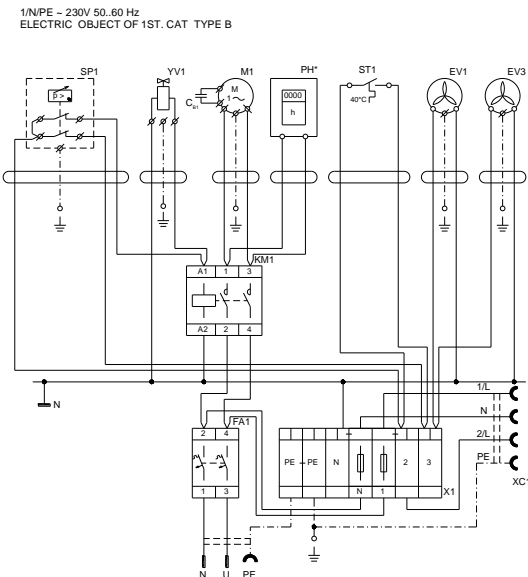 1/N/PE ~ 230V 50..60 Hz
ELECTRIC OBJECT OF 1ST. CAT TYPE B
SP1
YV1
M1
PH*
ST1
EV1
EV3
p >
M
1 ~
C
0000
h
40°C
KM1
A1 1 3
A2 2 4
N
1/L
N
2/L
PE
XC1
FA1
2 4
1 3
PE PE N 2 3
N 1
X1
N U PE